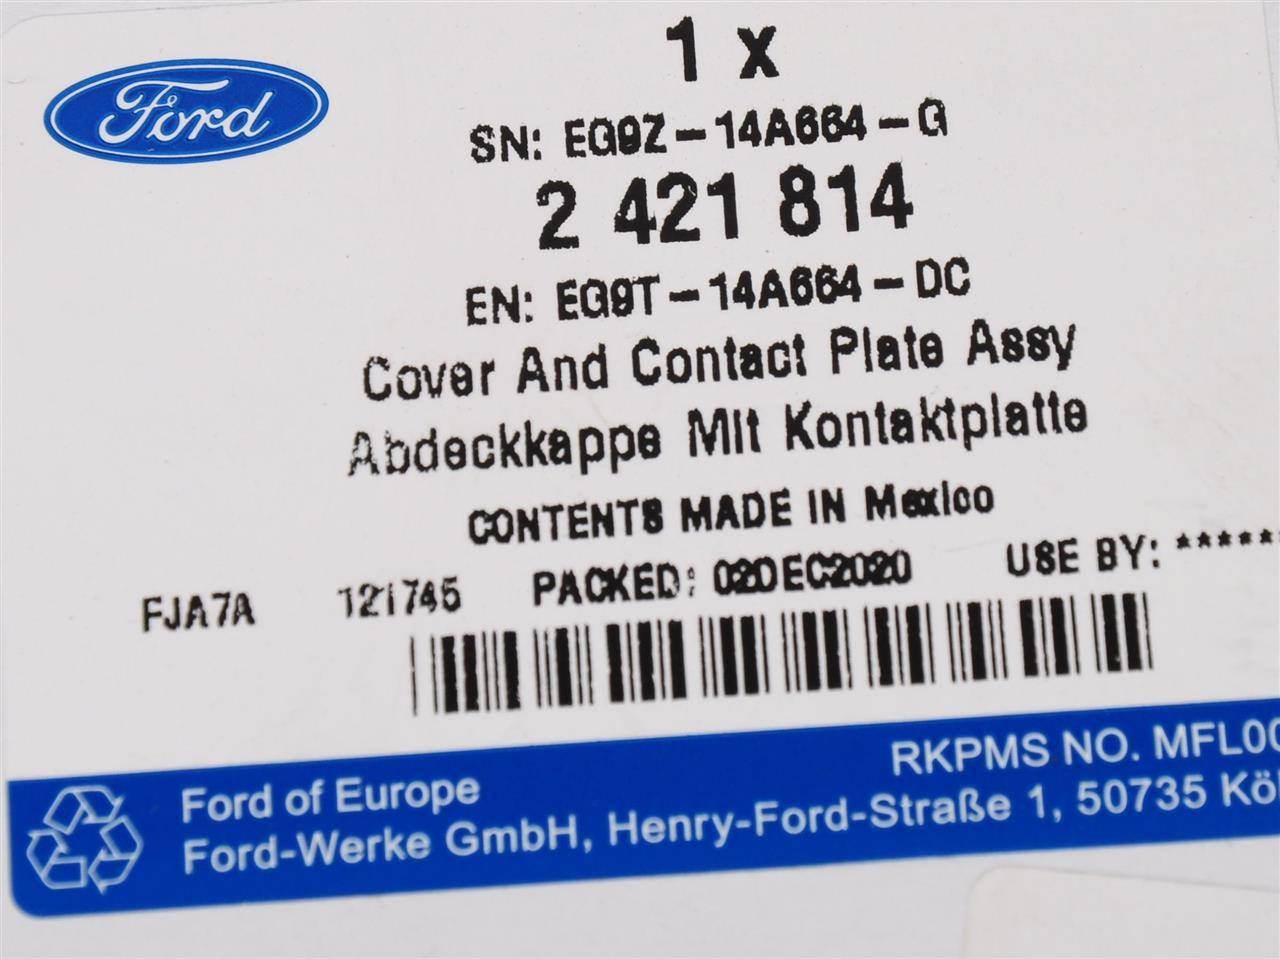 Ford
1 x
SN: EG9Z-14A664-G
2 421 814
EN: EG9T-14A664-DC
Cover And Contact Plate Assy
Abdeckkappe Mit Kontaktplatte
CONTENTS MADE IN Mexico
FJA7A 121745 PACKED: 02DEC2020 USE BY: ******
RKPMS NO. MFL00
Ford of Europe
Ford-Werke GmbH, Henry-Ford-Straße 1, 50735 Köl